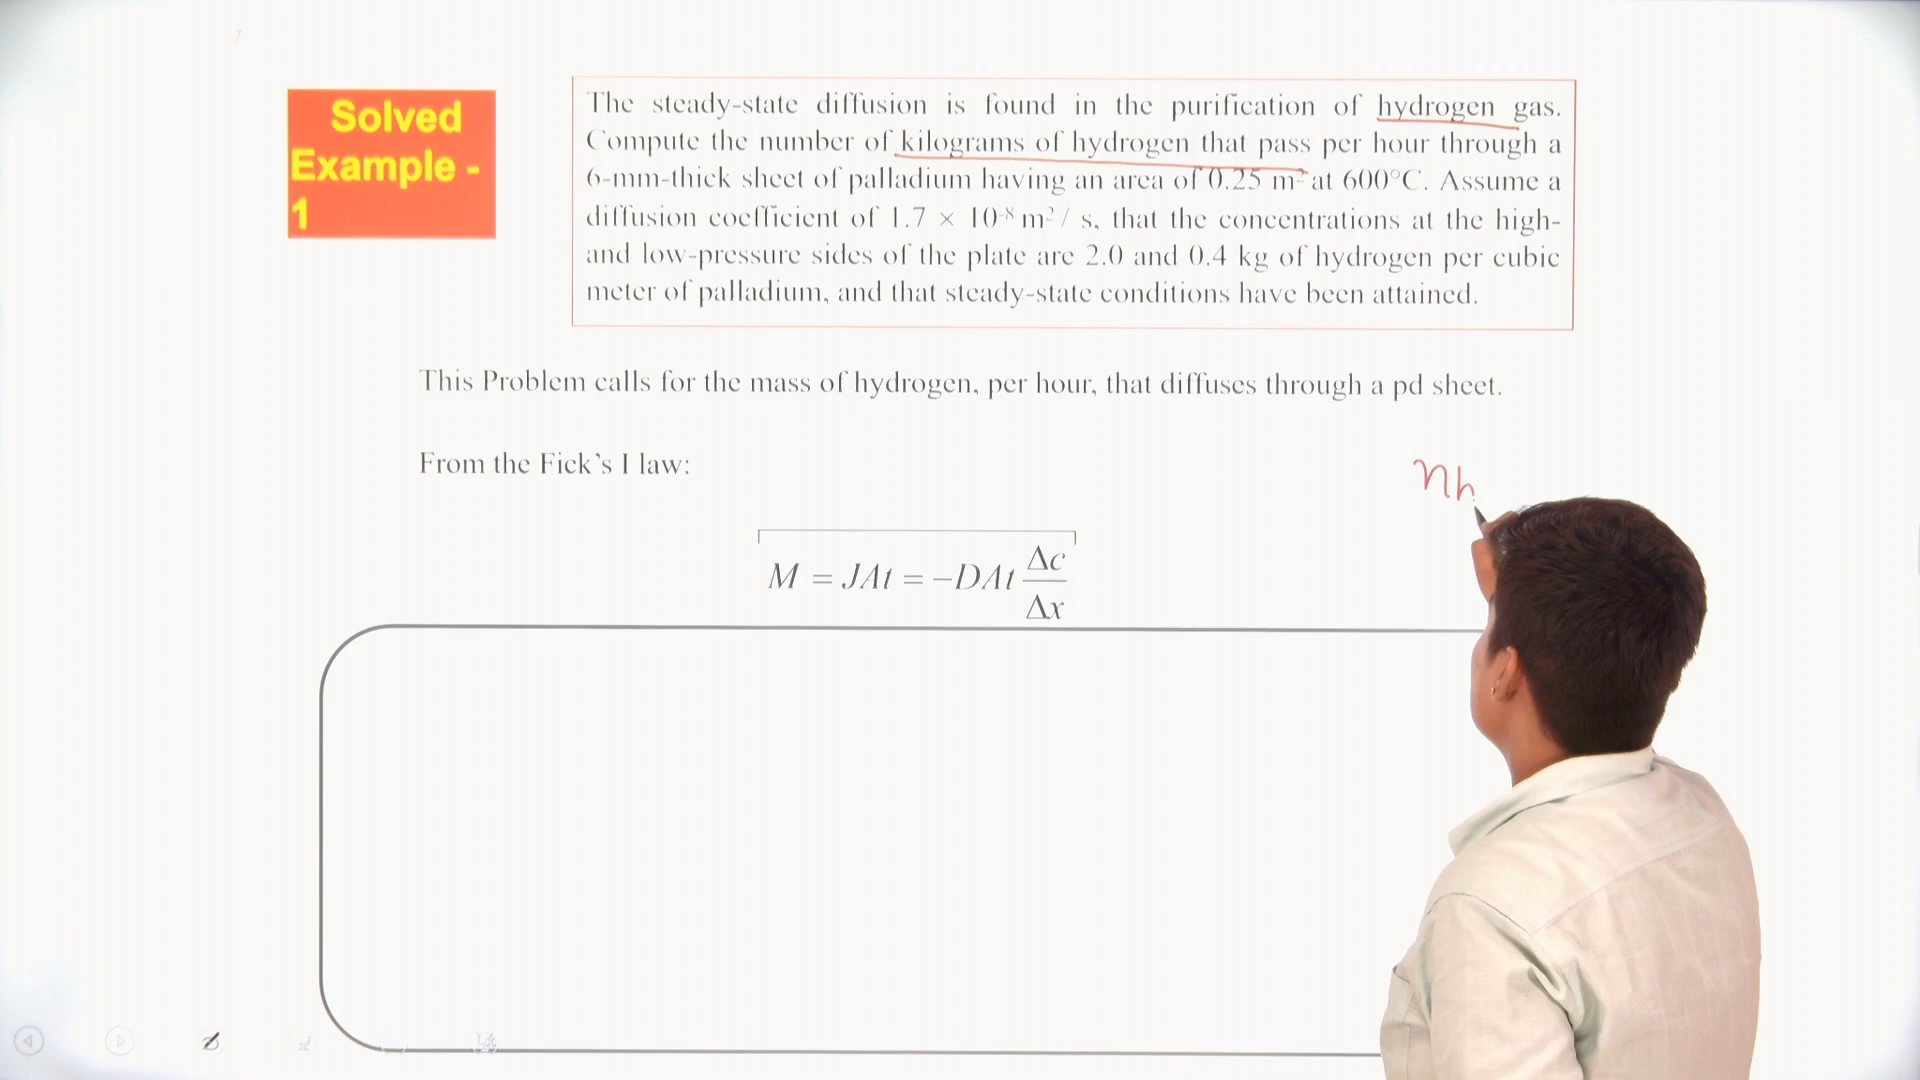 Solved
Example -
1
The steady-state diffusion is found in the purification of hydrogen gas.
Compute the number of kilograms of hydrogen that pass per hour through a
6-mm-thick sheet of palladium having an area of 0.25 m² at 600°C. Assume a
diffusion coefficient of 1.7 × 10⁻⁸ m² / s, that the concentrations at the high-
and low-pressure sides of the plate are 2.0 and 0.4 kg of hydrogen per cubic
meter of palladium, and that steady-state conditions have been attained.
This Problem calls for the mass of hydrogen, per hour, that diffuses through a pd sheet.
From the Fick's I law:
M = JAt = −DAt Δc/Δx